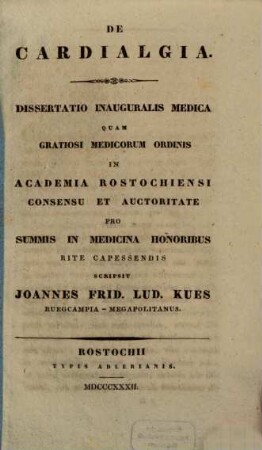 DE
CARDIALGIA.
DISSERTATIO INAUGURALIS MEDICA
QUAM
GRATIOSI MEDICORUM ORDINIS
IN
ACADEMIA ROSTOCHIENSI
CONSENSU ET AUCTORITATE
PRO
SUMMIS IN MEDICINA HONORIBUS
RITE CAPESSENDIS
SCRIPSIT
JOANNES FRID. LUD. KUES
RUEGCAMPIA-MEGAPOLITANUS.
ROSTOCHII
TYPIS ADLERIANIS.
MDCCCXXXII.